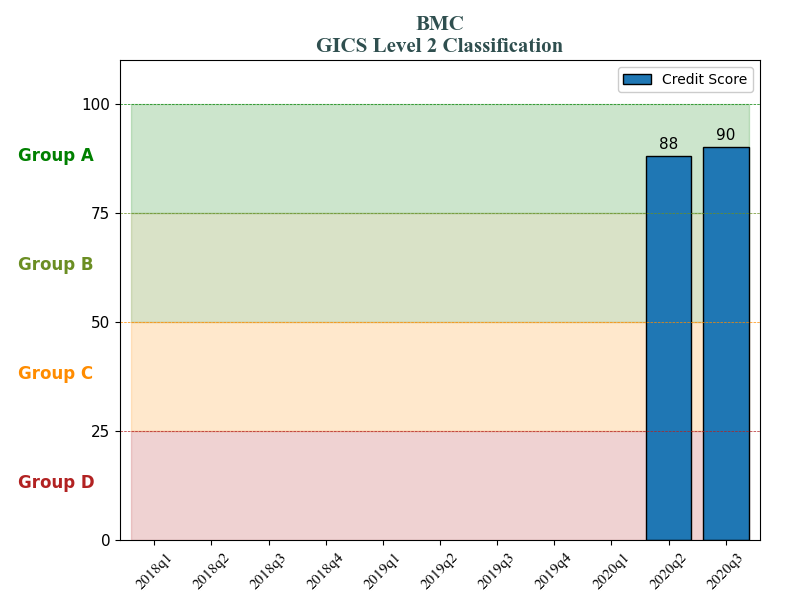 BMC
GICS Level 2 Classification
Credit Score
100
75
50
25
0
Group A
Group B
Group C
Group D
88
90
2018q1
2018q2
2018q3
2018q4
2019q1
2019q2
2019q3
2019q4
2020q1
2020q2
2020q3